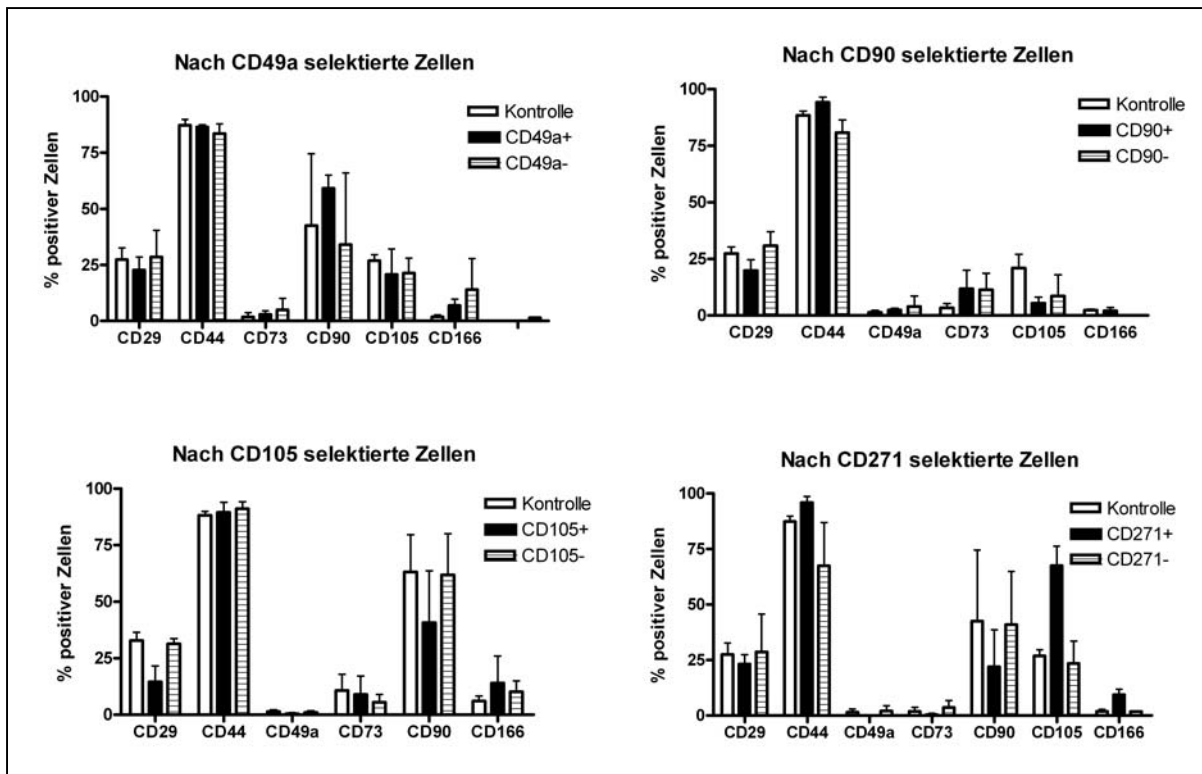 Nach CD49a selektierte Zellen
% positiver Zellen
100
75
50
25
0
Kontrolle
CD49a+
CD49a-
CD29 CD44 CD73 CD90 CD105 CD166
Nach CD90 selektierte Zellen
% positiver Zellen
100
75
50
25
0
Kontrolle
CD90+
CD90-
CD29 CD44 CD49a CD73 CD105 CD166
Nach CD105 selektierte Zellen
% positiver Zellen
100
75
50
25
0
Kontrolle
CD105+
CD105-
CD29 CD44 CD49a CD73 CD90 CD166
Nach CD271 selektierte Zellen
% positiver Zellen
100
75
50
25
0
Kontrolle
CD271+
CD271-
CD29 CD44 CD49a CD73 CD90 CD105 CD166